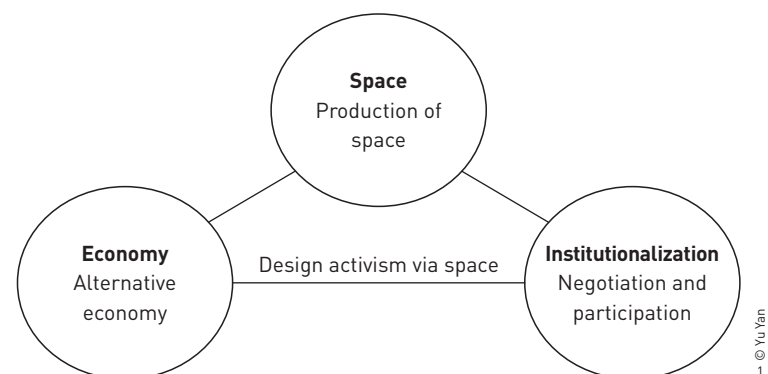 Space
Production of
space
Economy
Alternative
economy
Design activism via space
Institutionalization
Negotiation and
participation
1 © Yu Yan